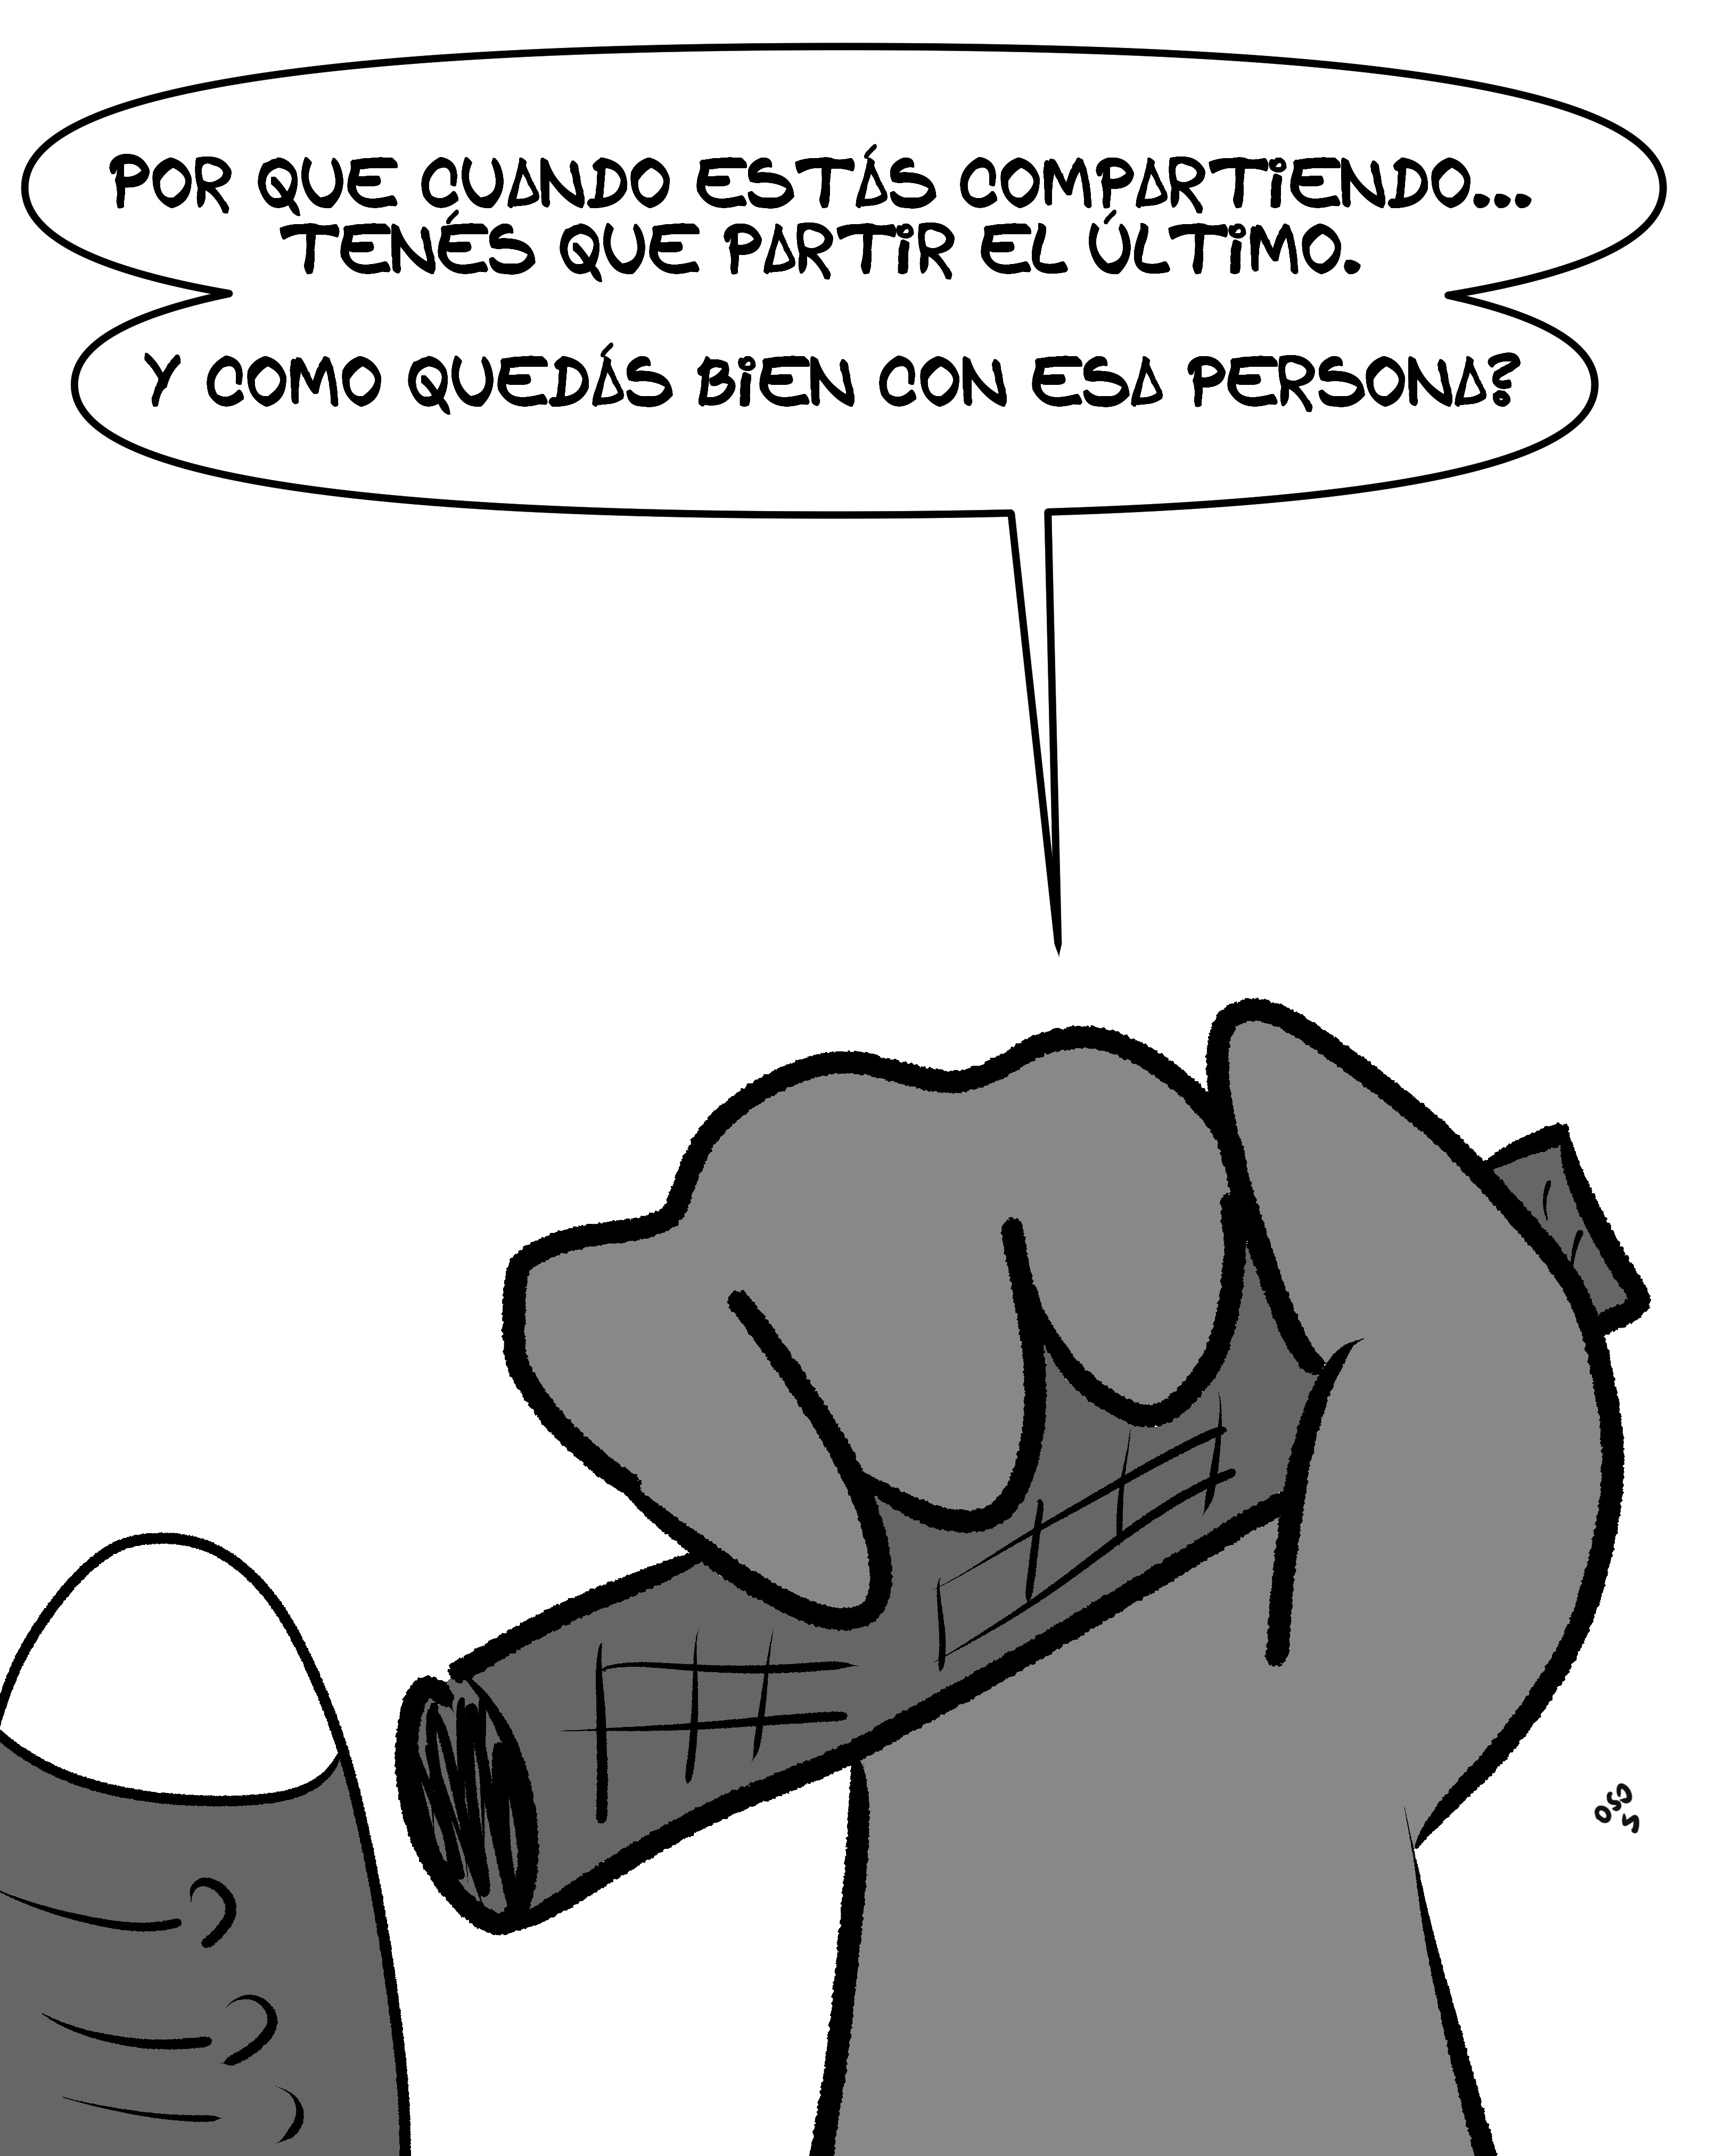 POR QUE CUANDO ESTÁS COMPARTIENDO...
TENÉS QUE PARTIR EL ÚLTIMO.
Y COMO QUEDÁS BIEN CON ESA PERSONA?